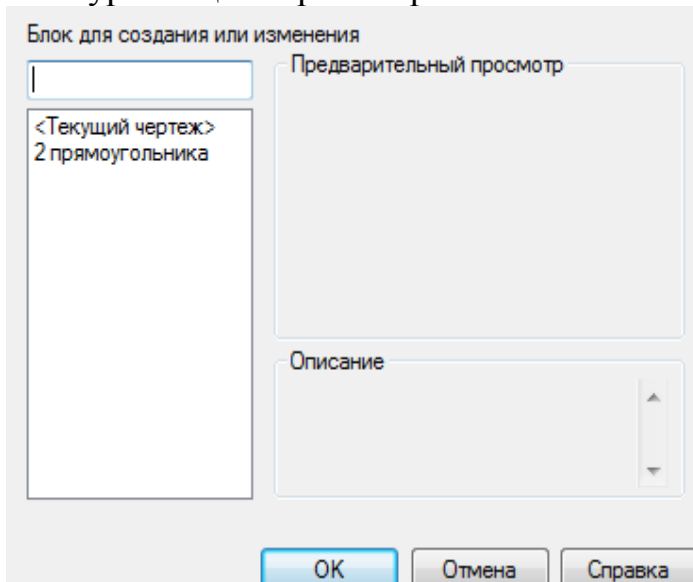 Блок для создания или изменения
Предварительный просмотр
<Текущий чертеж>
2 прямоугольника
Описание
OK
Отмена
Справка